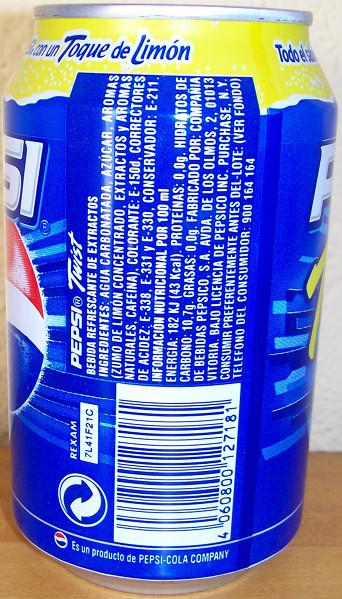 con un Toque de Limón
Todo el
SI
P
PEPSI® Twist
BEBIDA REFRESCANTE DE EXTRACTOS
INGREDIENTES: AGUA CARBONATADA, AZÚCAR, AROMAS
(ZUMO DE LIMÓN CONCENTRADO, EXTRACTOS Y AROMAS
NATURALES, CAFEÍNA), COLORANTE: E-150d, CORRECTORES
DE ACIDEZ: E-338, E-331 Y E-330, CONSERVADOR: E-211.
INFORMACION NUTRICIONAL POR 100 ml
ENERGÍA: 182 KJ (43 Kcal), PROTEÍNAS: 0,0g, HIDRATOS DE
CARBONO: 10,7g, GRASAS: 0,0g. FABRICADO POR: COMPAÑÍA
DE BEBIDAS PEPSICO, S.A. AVDA. DE LOS OLMOS, 2, 01013
VITORIA. BAJO LICENCIA DE PEPSICO INC. PURCHASE, N.Y.
CONSUMIR PREFERENTEMENTE ANTES DEL-LOTE: (VER FONDO)
TELÉFONO DEL CONSUMIDOR: 900 164 164
REXAM
7L41F21C
4 060800 127181
Es un producto de PEPSI-COLA COMPANY